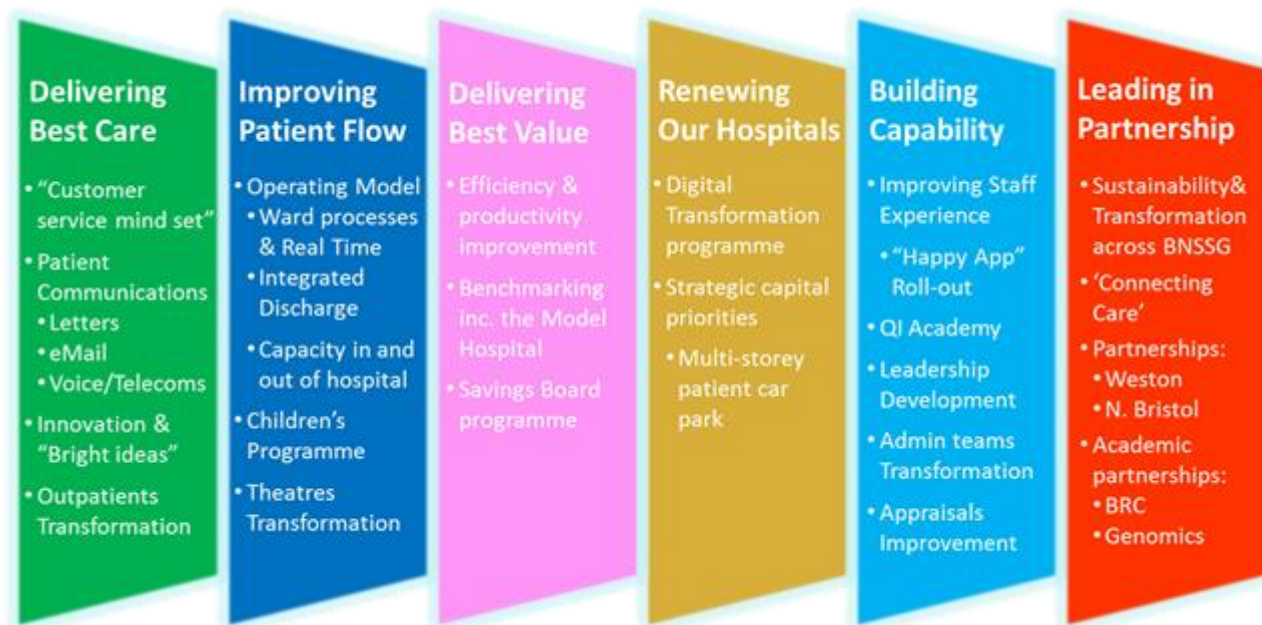 Delivering
Best Care
• “Customer
service mind set”
• Patient
Communications
• Letters
• eMail
• Voice/Telecoms
• Innovation &
“Bright ideas”
• Outpatients
Transformation
Improving
Patient Flow
• Operating Model
• Ward processes
& Real Time
• Integrated
Discharge
• Capacity in and
out of hospital
• Children’s
Programme
• Theatres
Transformation
Delivering
Best Value
• Efficiency &
productivity
Improvement
• Benchmarking
inc. the Model
Hospital
• Savings Board
programme
Renewing
Our Hospitals
• Digital
Transformation
programme
• Strategic capital
priorities
• Multi-storey
patient car
park
Building
Capability
• Improving Staff
Experience
• “Happy App”
Roll-out
• QI Academy
• Leadership
Development
• Admin teams
Transformation
• Appraisals
Improvement
Leading in
Partnership
• Sustainability&
Transformation
across BNSSG
• ‘Connecting
Care’
• Partnerships:
• Weston
• N. Bristol
• Academic
partnerships:
• BRC
• Genomics